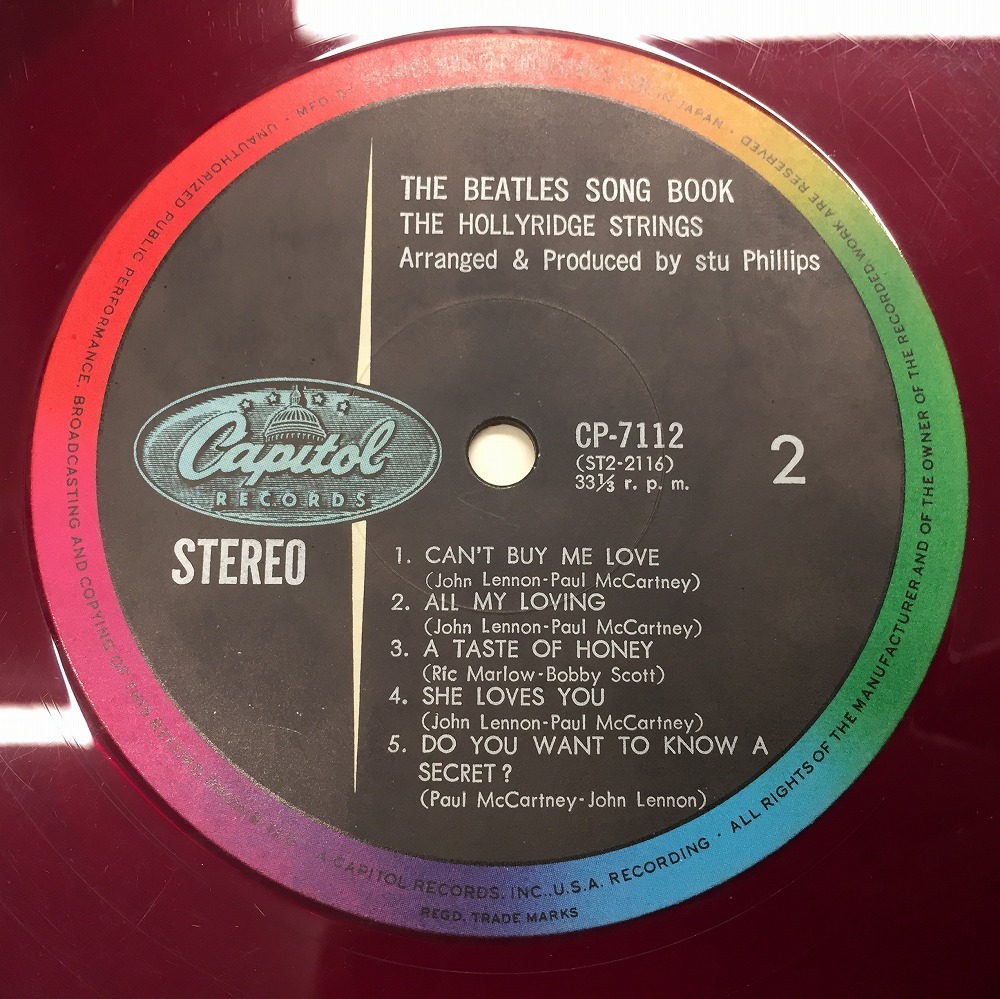 THE BEATLES SONG BOOK
THE HOLLYRIDGE STRINGS
Arranged & Produced by stu Phillips
Capitol
RECORDS
STEREO
CP-7112
(ST2-2116)
33⅓ r. p. m.
2
1. CAN'T BUY ME LOVE
(John Lennon-Paul McCartney)
2. ALL MY LOVING
(John Lennon-Paul McCartney)
3. A TASTE OF HONEY
(Ric Marlow-Bobby Scott)
4. SHE LOVES YOU
(John Lennon-Paul McCartney)
5. DO YOU WANT TO KNOW A
SECRET?
(Paul McCartney-John Lennon)
MFD. IN JAPAN · ALL RIGHTS OF THE MANUFACTURER AND OF THE OWNER OF THE RECORDED WORK ARE RESERVED · UNAUTHORIZED PUBLIC PERFORMANCE, BROADCASTING AND COPYING OF THIS
A CAPITOL RECORDS, INC., U.S.A. RECORDING ·
REGD. TRADE MARKS